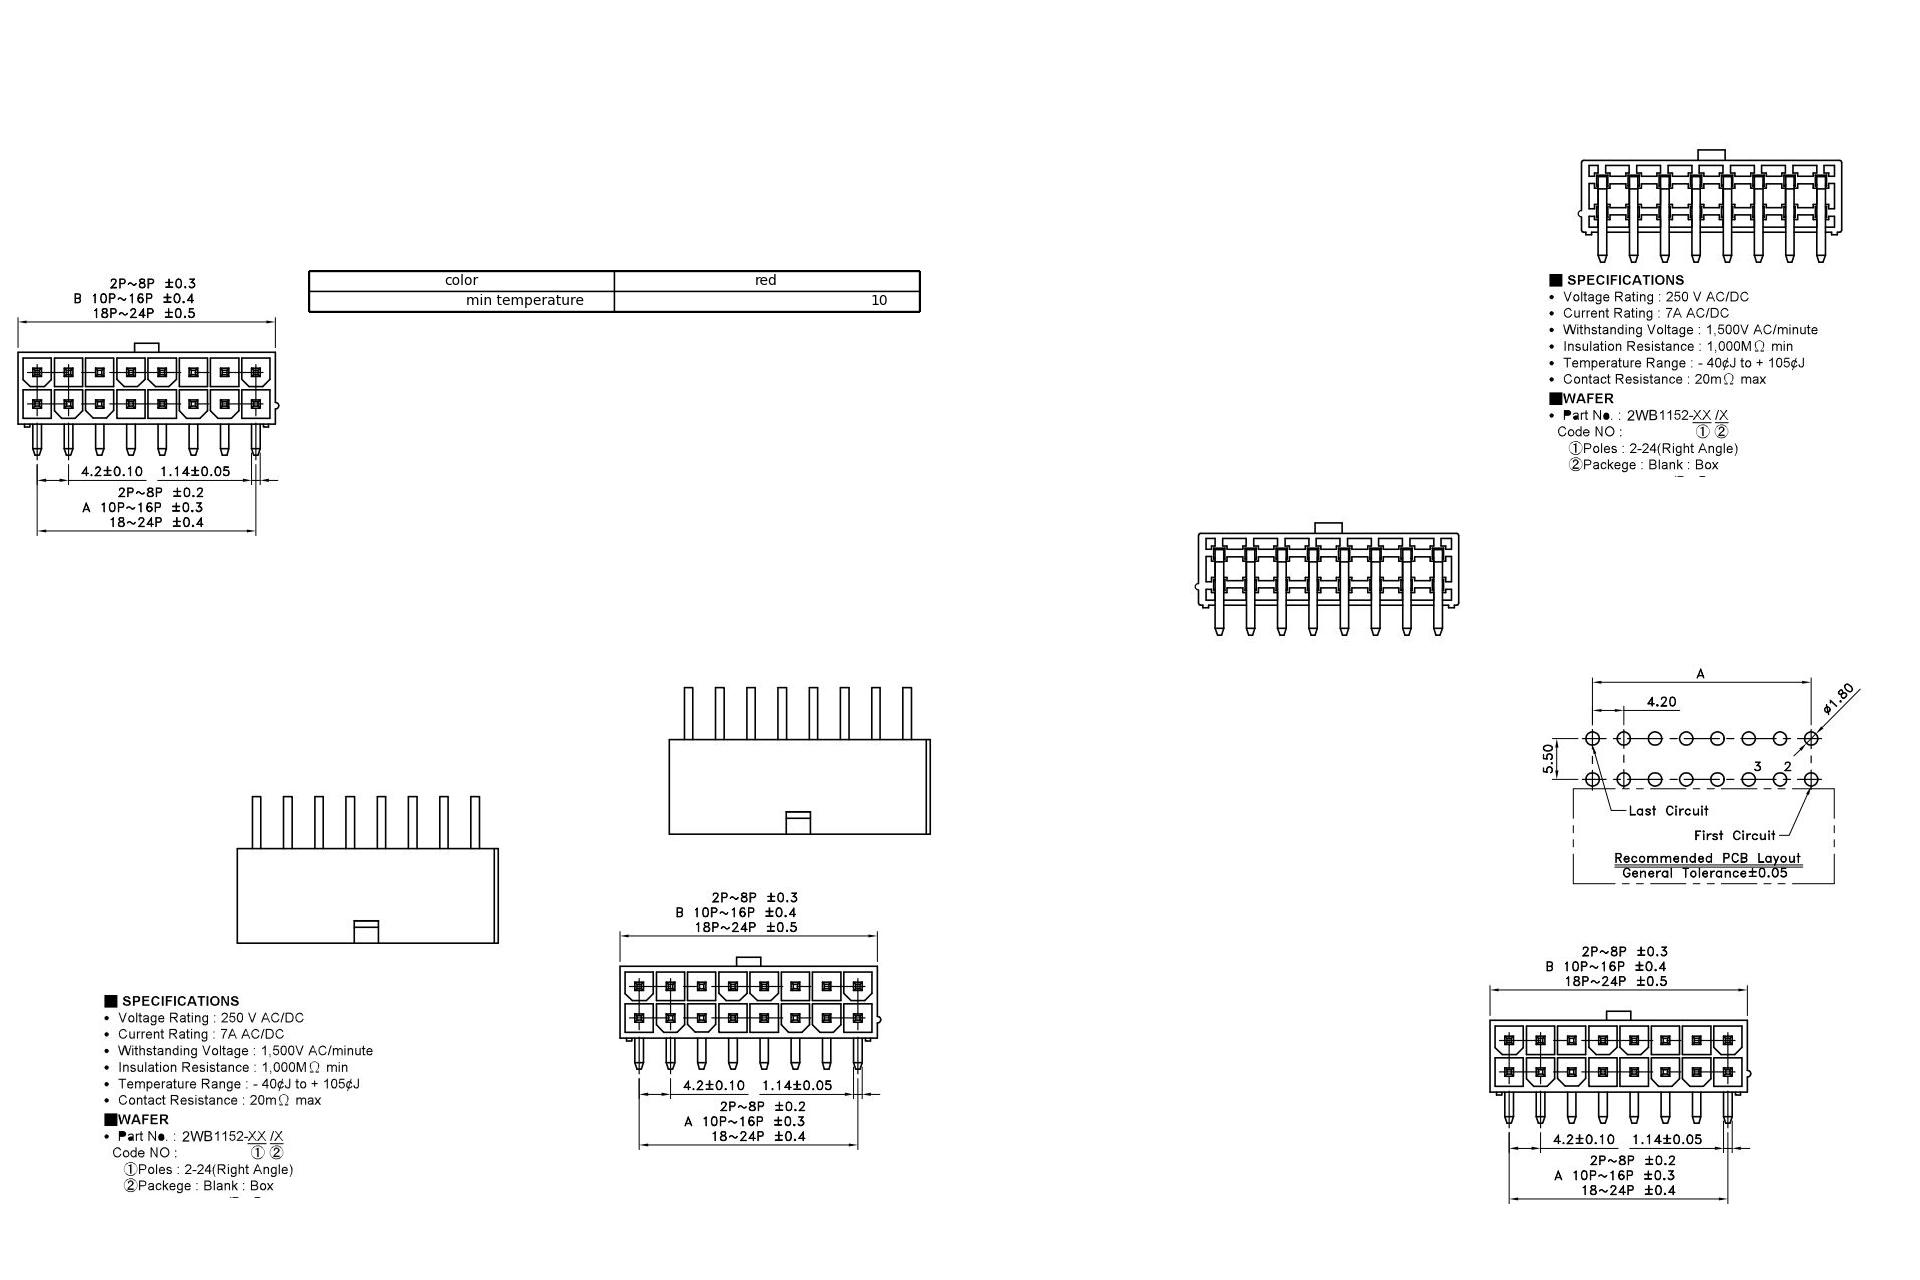 2P~8P ±0.3
B 10P~16P ±0.4
18P~24P ±0.5
4.2±0.10 1.14±0.05
2P~8P ±0.2
A 10P~16P ±0.3
18~24P ±0.4
color red
min temperature 10
■ SPECIFICATIONS
• Voltage Rating : 250 V AC/DC
• Current Rating : 7A AC/DC
• Withstanding Voltage : 1,500V AC/minute
• Insulation Resistance : 1,000MΩ min
• Temperature Range : - 40¢J to + 105¢J
• Contact Resistance : 20mΩ max
■WAFER
• Part No. : 2WB1152-XX /X
Code NO : ① ②
①Poles : 2-24(Right Angle)
②Packege : Blank : Box
A
4.20
ø1.80
5.50
3 2
Last Circuit
First Circuit
Recommended PCB Layout
General Tolerance±0.05
■ SPECIFICATIONS
• Voltage Rating : 250 V AC/DC
• Current Rating : 7A AC/DC
• Withstanding Voltage : 1,500V AC/minute
• Insulation Resistance : 1,000MΩ min
• Temperature Range : - 40¢J to + 105¢J
• Contact Resistance : 20mΩ max
■WAFER
• Part No. : 2WB1152-XX /X
Code NO : ① ②
①Poles : 2-24(Right Angle)
②Packege : Blank : Box
2P~8P ±0.3
B 10P~16P ±0.4
18P~24P ±0.5
4.2±0.10 1.14±0.05
2P~8P ±0.2
A 10P~16P ±0.3
18~24P ±0.4
2P~8P ±0.3
B 10P~16P ±0.4
18P~24P ±0.5
4.2±0.10 1.14±0.05
2P~8P ±0.2
A 10P~16P ±0.3
18~24P ±0.4